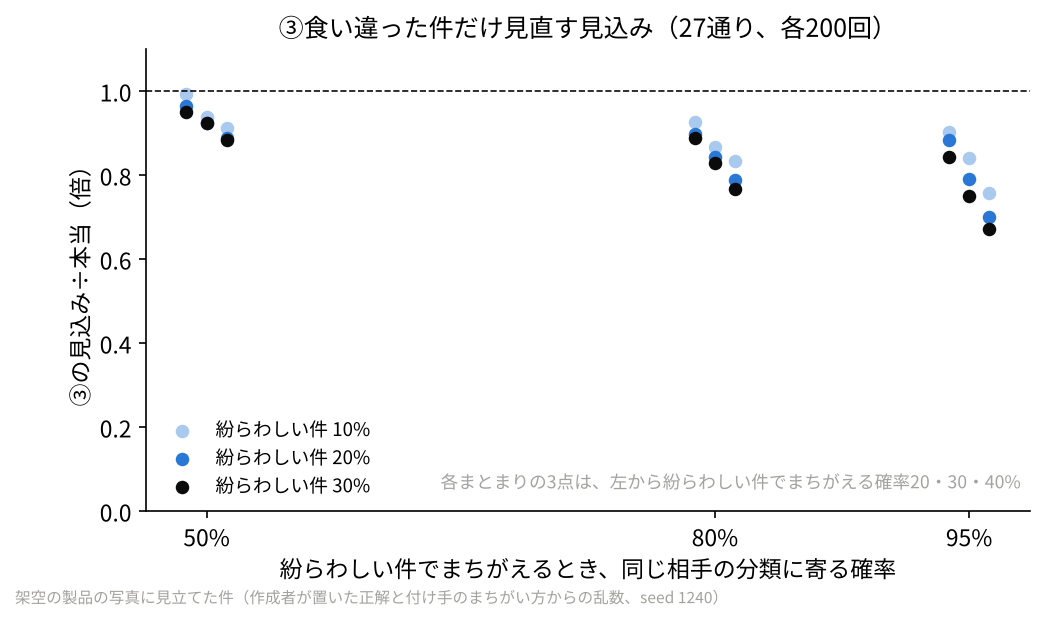 ③食い違った件だけ見直す見込み（27通り、各200回）
③の見込み÷本当（倍）
1.0
0.8
0.6
0.4
0.2
0.0
紛らわしい件 10%
紛らわしい件 20%
紛らわしい件 30%
各まとまりの3点は、左から紛らわしい件でまちがえる確率20・30・40%
50%
80%
95%
紛らわしい件でまちがえるとき、同じ相手の分類に寄る確率
架空の製品の写真に見立てた件（作成者が置いた正解と付け手のまちがい方からの乱数、seed 1240）